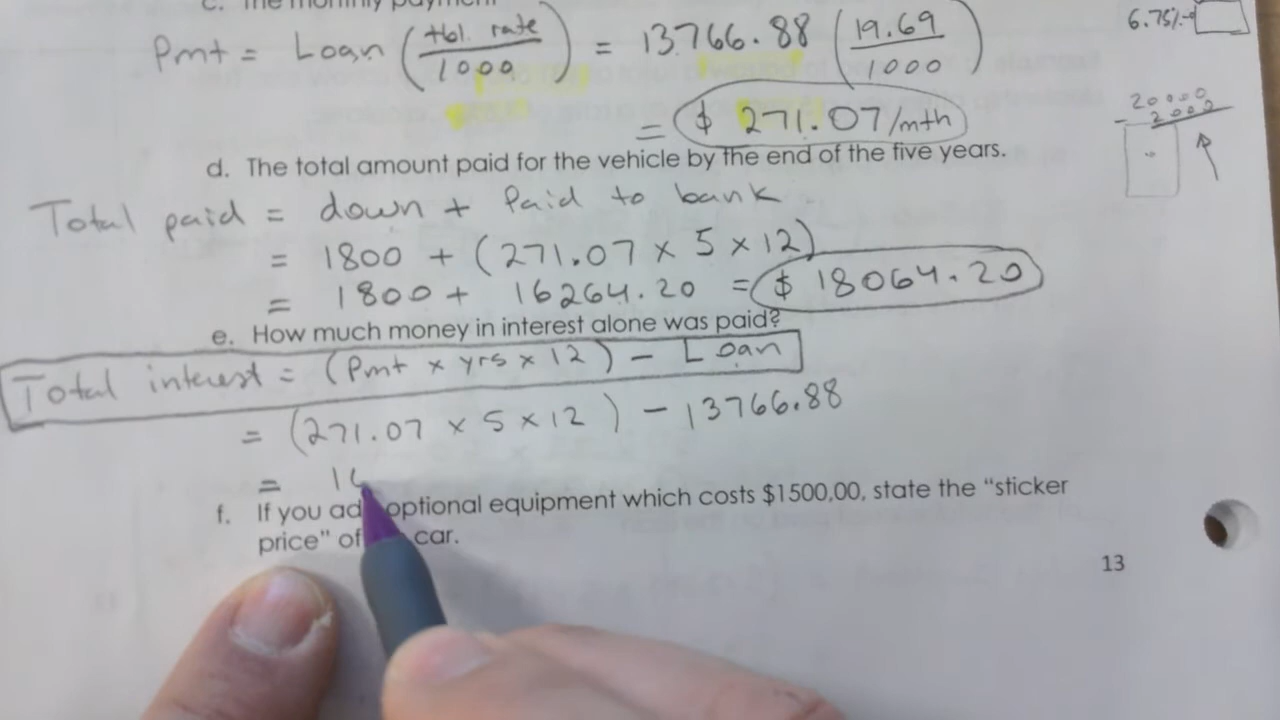 c. The monthly payment
Pmt = Loan (tbl. rate / 1000) = 13766.88 (19.69 / 1000)
6.75%→
= $ 271.07/mth
20000
- 2000
d. The total amount paid for the vehicle by the end of the five years.
Total paid = down + Paid to bank
= 1800 + (271.07 x 5 x 12)
= 1800 + 16264.20 = $ 18064.20
e. How much money in interest alone was paid?
Total interest = (Pmt x yrs x 12) - Loan
= (271.07 x 5 x 12) - 13766.88
= 16
f. If you ad optional equipment which costs $1500,00, state the “sticker
price” of car.
13